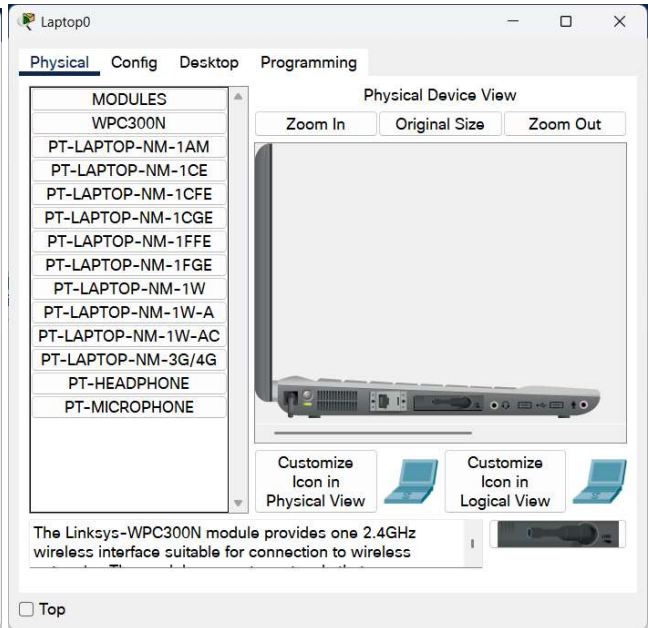 Laptop0
Physical Config Desktop Programming
MODULES
WPC300N
PT-LAPTOP-NM-1AM
PT-LAPTOP-NM-1CE
PT-LAPTOP-NM-1CFE
PT-LAPTOP-NM-1CGE
PT-LAPTOP-NM-1FFE
PT-LAPTOP-NM-1FGE
PT-LAPTOP-NM-1W
PT-LAPTOP-NM-1W-A
PT-LAPTOP-NM-1W-AC
PT-LAPTOP-NM-3G/4G
PT-HEADPHONE
PT-MICROPHONE
Physical Device View
Zoom In Original Size Zoom Out
Customize
Icon in
Physical View
Customize
Icon in
Logical View
The Linksys-WPC300N module provides one 2.4GHz
wireless interface suitable for connection to wireless
Top